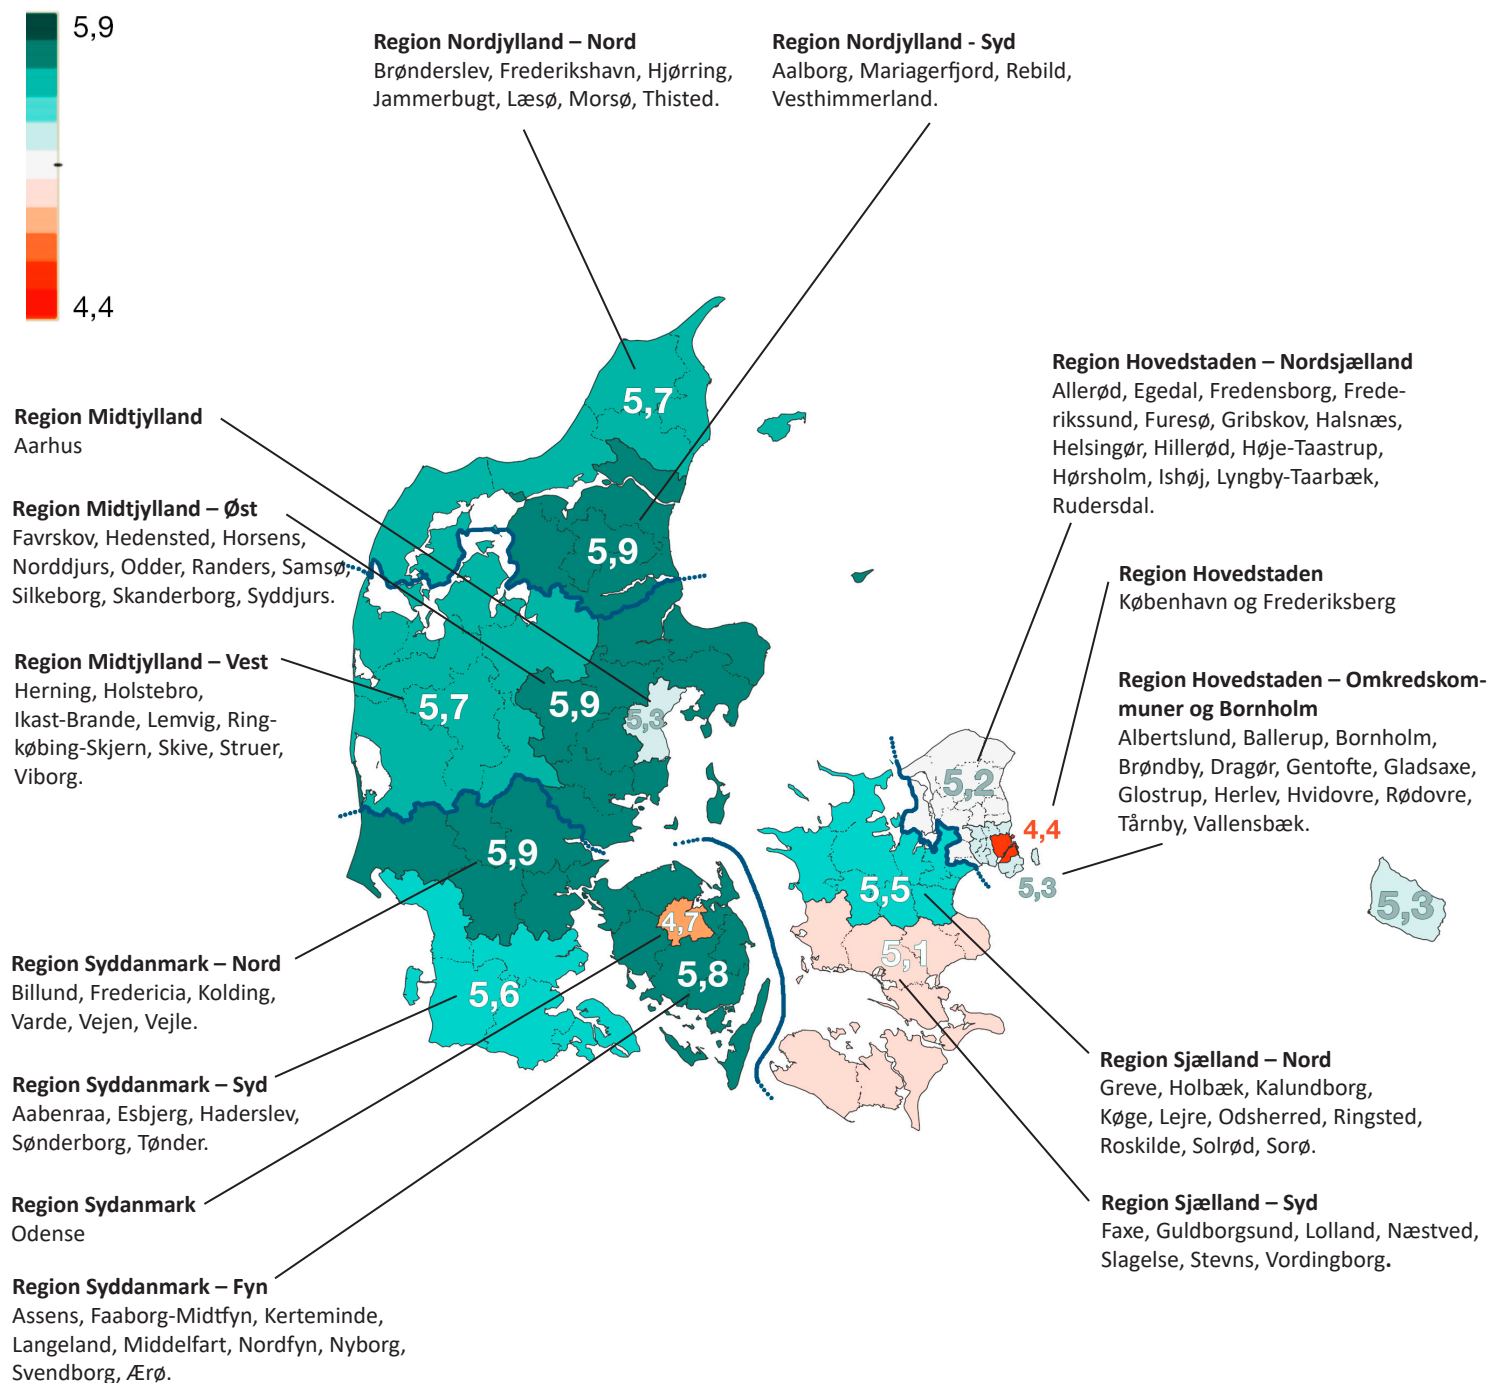 5,9
4,4
Region Nordjylland – Nord
Brønderslev, Frederikshavn, Hjørring,
Jammerbugt, Læsø, Morsø, Thisted.
Region Nordjylland - Syd
Aalborg, Mariagerfjord, Rebild,
Vesthimmerland.
Region Midtjylland
Aarhus
Region Midtjylland – Øst
Favrskov, Hedensted, Horsens,
Norddjurs, Odder, Randers, Samsø,
Silkeborg, Skanderborg, Syddjurs.
Region Midtjylland – Vest
Herning, Holstebro,
Ikast-Brande, Lemvig, Ring-
købing-Skjern, Skive, Struer,
Viborg.
Region Syddanmark – Nord
Billund, Fredericia, Kolding,
Varde, Vejen, Vejle.
Region Syddanmark – Syd
Aabenraa, Esbjerg, Haderslev,
Sønderborg, Tønder.
Region Sydanmark
Odense
Region Syddanmark – Fyn
Assens, Faaborg-Midtfyn, Kerteminde,
Langeland, Middelfart, Nordfyn, Nyborg,
Svendborg, Ærø.
5,7
5,9
5,7
5,9
5,3
5,9
5,6
4,7
5,8
5,2
4,4
5,3
5,5
5,1
5,3
Region Hovedstaden – Nordsjælland
Allerød, Egedal, Fredensborg, Frede-
rikssund, Furesø, Gribskov, Halsnæs,
Helsingør, Hillerød, Høje-Taastrup,
Hørsholm, Ishøj, Lyngby-Taarbæk,
Rudersdal.
Region Hovedstaden
København og Frederiksberg
Region Hovedstaden – Omkredskom-
muner og Bornholm
Albertslund, Ballerup, Bornholm,
Brøndby, Dragør, Gentofte, Gladsaxe,
Glostrup, Herlev, Hvidovre, Rødovre,
Tårnby, Vallensbæk.
Region Sjælland – Nord
Greve, Holbæk, Kalundborg,
Køge, Lejre, Odsherred, Ringsted,
Roskilde, Solrød, Sorø.
Region Sjælland – Syd
Faxe, Guldborgsund, Lolland, Næstved,
Slagelse, Stevns, Vordingborg.